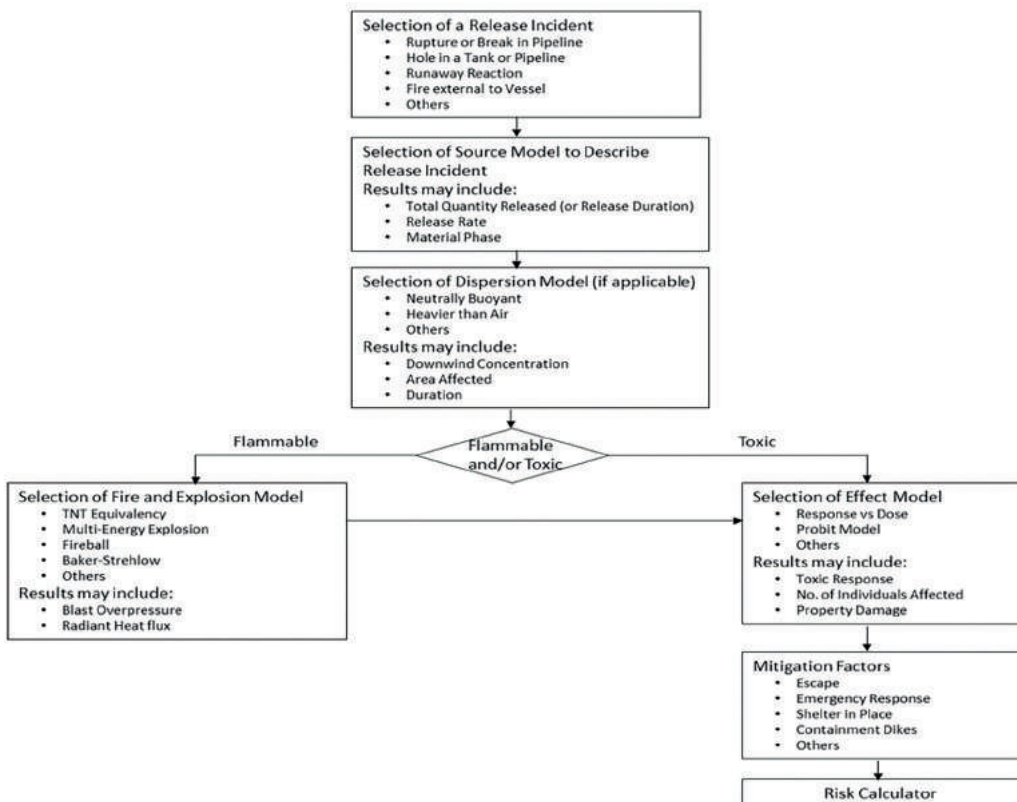 Selection of a Release Incident
• Rupture or Break in Pipeline
• Hole in a Tank or Pipeline
• Runaway Reaction
• Fire external to Vessel
• Others
Selection of Source Model to Describe
Release Incident
Results may include:
• Total Quantity Released (or Release Duration)
• Release Rate
• Material Phase
Selection of Dispersion Model (if applicable)
• Neutrally Buoyant
• Heavier than Air
• Others
Results may include:
• Downwind Concentration
• Area Affected
• Duration
Flammable
Flammable
and/or Toxic
Toxic
Selection of Fire and Explosion Model
• TNT Equivalency
• Multi-Energy Explosion
• Fireball
• Baker-Strehlow
• Others
Results may include:
• Blast Overpressure
• Radiant Heat flux
Selection of Effect Model
• Response vs Dose
• Probit Model
• Others
Results may include:
• Toxic Response
• No. of Individuals Affected
• Property Damage
Mitigation Factors
• Escape
• Emergency Response
• Shelter in Place
• Containment Dikes
• Others
Risk Calculator